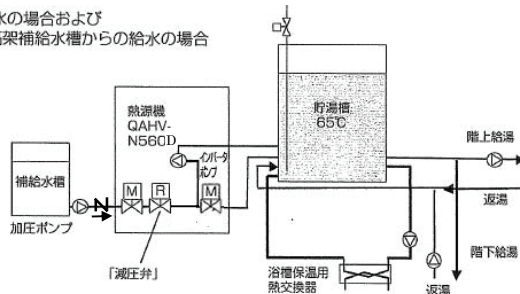 水の場合および
高架補給水槽からの給水の場合
熱源機
QAHV-
N560D
インバータ
ポンプ
貯湯槽
65℃
階上給湯
補給水槽
M
R
M
返湯
加圧ポンプ
「減圧弁」
階下給湯
浴槽保温用
熱交換器
返湯